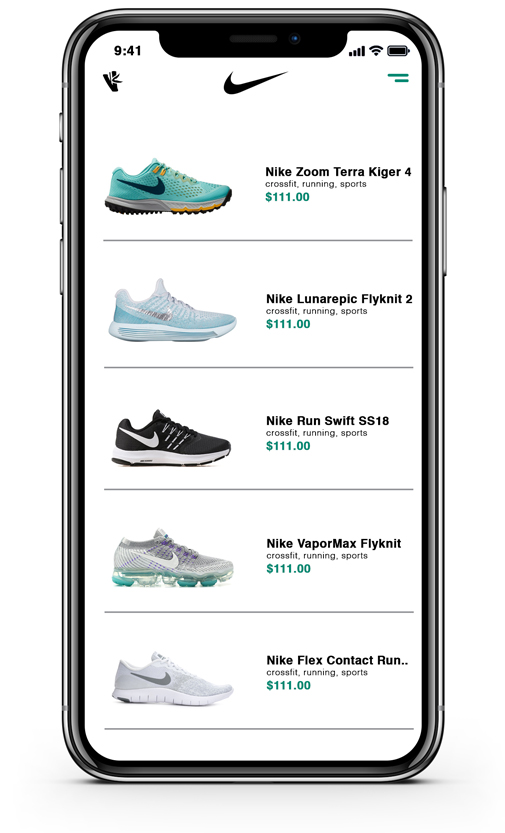 9:41
Nike Zoom Terra Kiger 4
crossfit, running, sports
$111.00
Nike Lunarepic Flyknit 2
crossfit, running, sports
$111.00
Nike Run Swift SS18
crossfit, running, sports
$111.00
Nike VaporMax Flyknit
crossfit, running, sports
$111.00
Nike Flex Contact Run..
crossfit, running, sports
$111.00